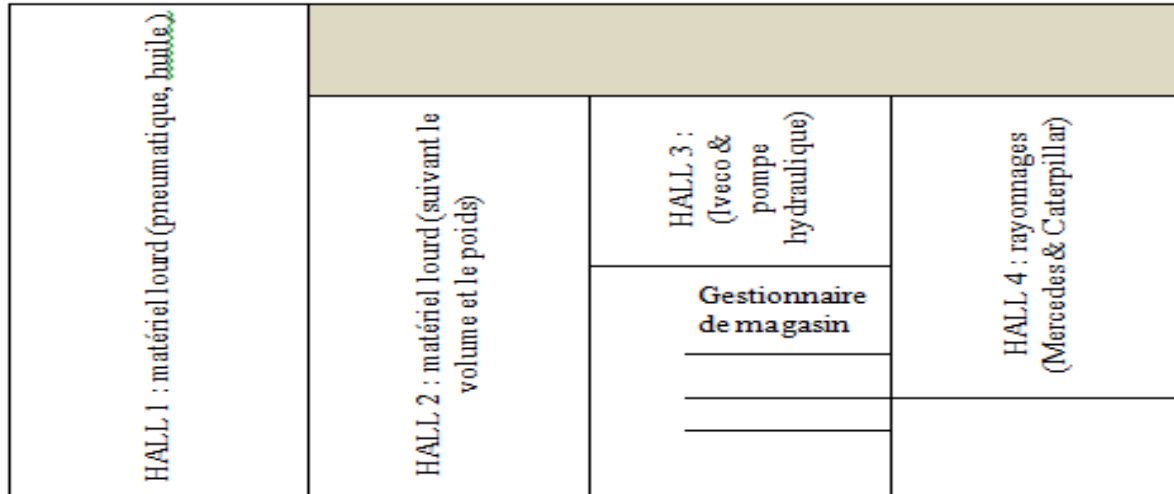 HALL 1 : matériel lourd (pneumatique, huile)
HALL 2 : matériel lourd (suivant le
volume et le poids)
HALL 3 :
(Iveco &
pompe
hydraulique)
Gestionnaire
de magasin
HALL 4 : rayonnages
(Mercedes & Caterpillar)